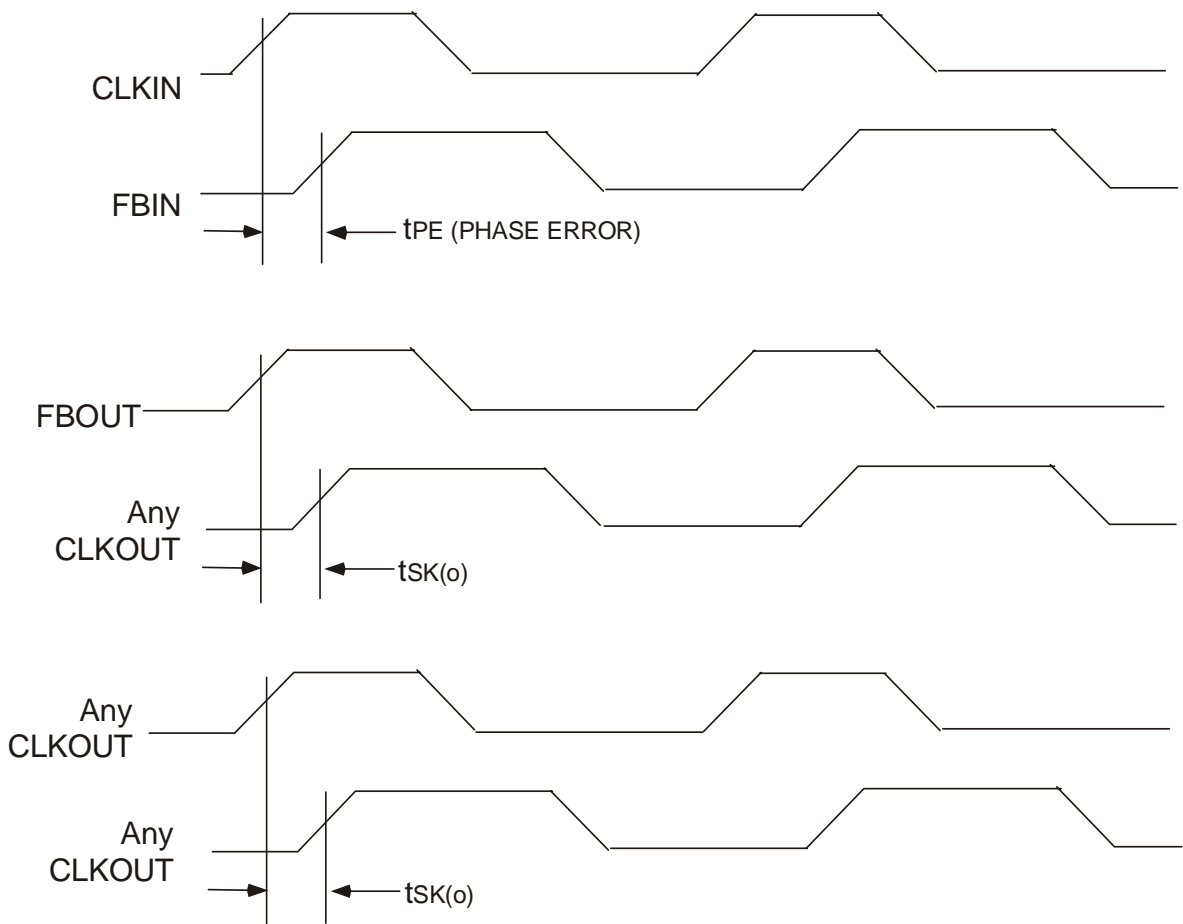 CLKIN
FBIN
tPE (PHASE ERROR)
FBOUT
Any
CLKOUT
tSK(o)
Any
CLKOUT
Any
CLKOUT
tSK(o)